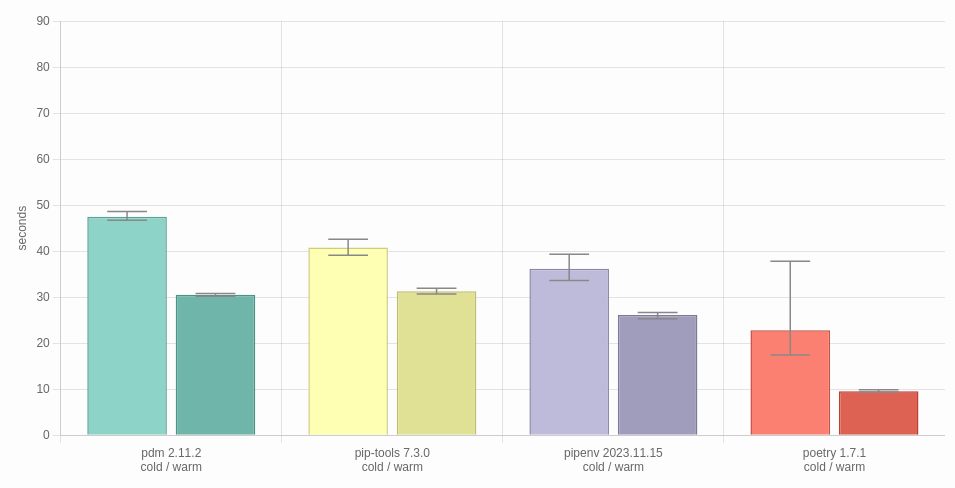 90
80
70
60
50
40
30
20
10
0
seconds
pdm 2.11.2
cold / warm
pip-tools 7.3.0
cold / warm
pipenv 2023.11.15
cold / warm
poetry 1.7.1
cold / warm